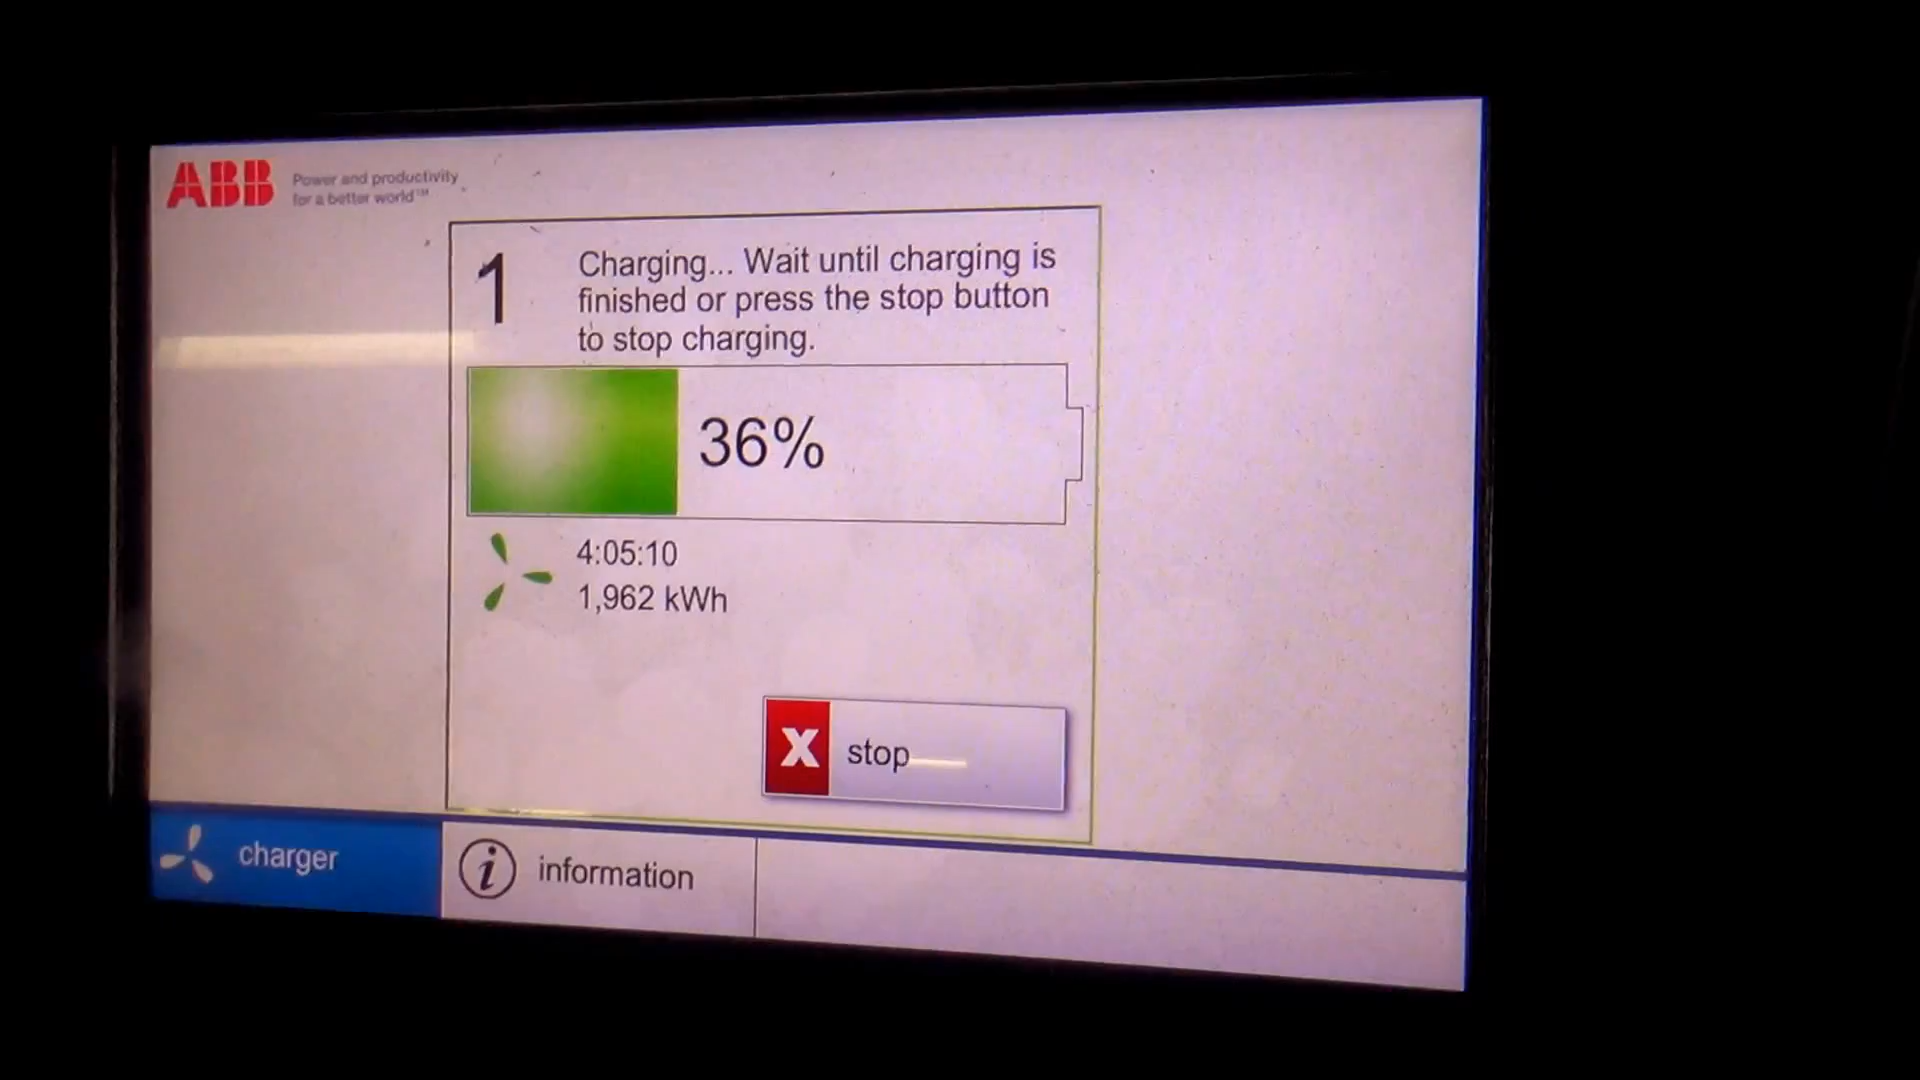 ABB
Power and productivity
for a better world™
1
Charging... Wait until charging is
finished or press the stop button
to stop charging.
36%
4:05:10
1,962 kWh
X stop
charger
i information